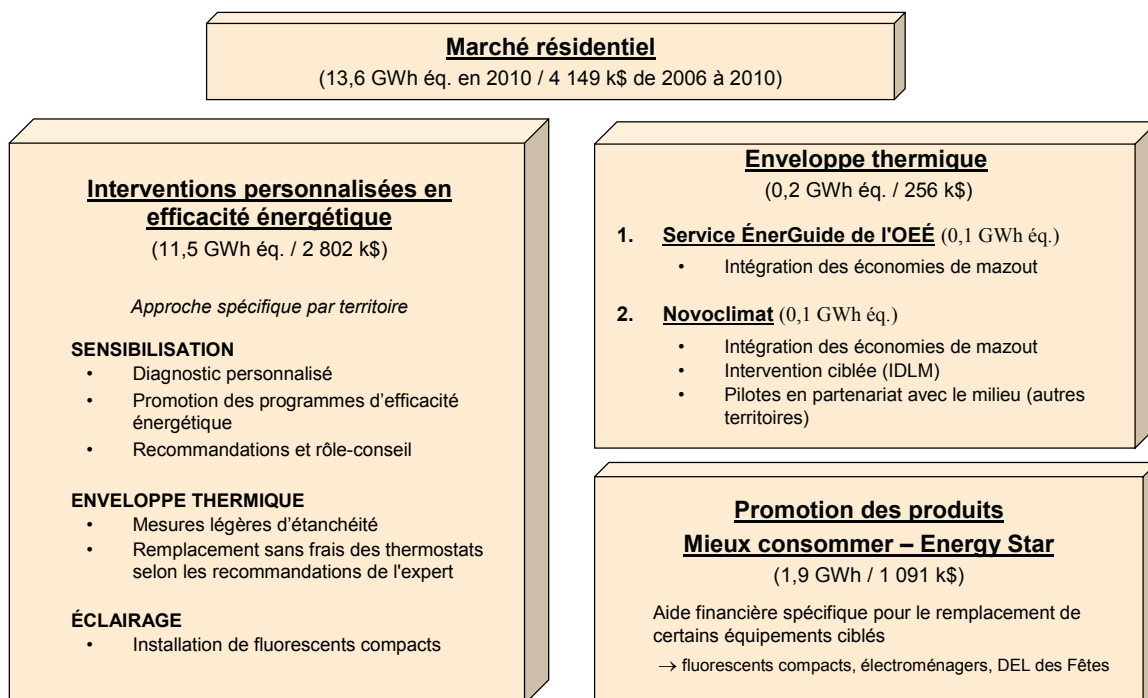 Marché résidentiel
(13,6 GWh éq. en 2010 / 4 149 k$ de 2006 à 2010)
Interventions personnalisées en
efficacité énergétique
(11,5 GWh éq. / 2 802 k$)
Approche spécifique par territoire
SENSIBILISATION
• Diagnostic personnalisé
• Promotion des programmes d'efficacité
énergétique
• Recommandations et rôle-conseil
ENVELOPPE THERMIQUE
• Mesures légères d'étanchéité
• Remplacement sans frais des thermostats
selon les recommandations de l'expert
ÉCLAIRAGE
• Installation de fluorescents compacts
Enveloppe thermique
(0,2 GWh éq. / 256 k$)
1. Service ÉnerGuide de l'OEÉ (0,1 GWh éq.)
• Intégration des économies de mazout
2. Novoclimat (0,1 GWh éq.)
• Intégration des économies de mazout
• Intervention ciblée (IDLM)
• Pilotes en partenariat avec le milieu (autres
territoires)
Promotion des produits
Mieux consommer – Energy Star
(1,9 GWh / 1 091 k$)
Aide financière spécifique pour le remplacement de
certains équipements ciblés
→ fluorescents compacts, électroménagers, DEL des Fêtes